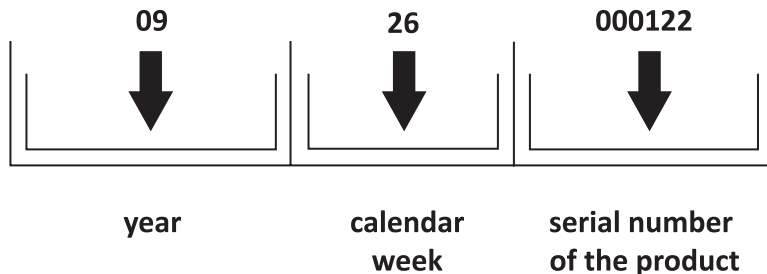 09 26 000122
year calendar serial number
week of the product